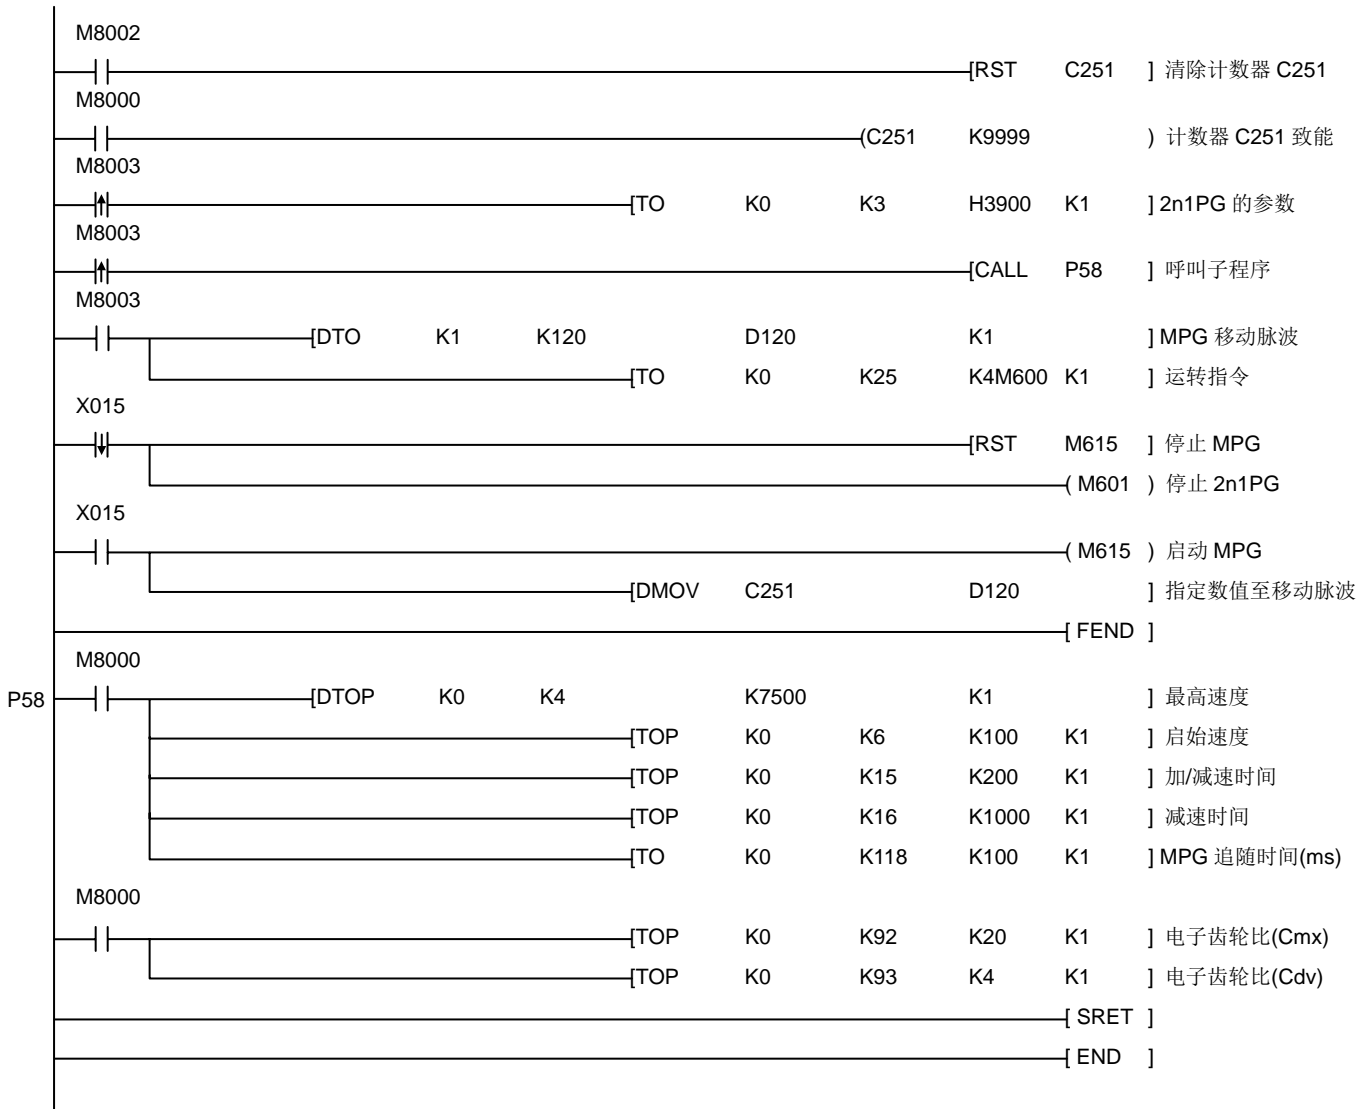 M8002
[RST C251 ] 清除计数器 C251
M8000
(C251 K9999 ) 计数器 C251 致能
M8003
[TO K0 K3 H3900 K1 ] 2n1PG 的参数
M8003
[CALL P58 ] 呼叫子程序
M8003
[DTO K1 K120 D120 K1 ] MPG 移动脉波
[TO K0 K25 K4M600 K1 ] 运转指令
X015
[RST M615 ] 停止 MPG
( M601 ) 停止 2n1PG
X015
( M615 ) 启动 MPG
[DMOV C251 D120 ] 指定数值至移动脉波
[ FEND ]
M8000
P58 [DTOP K0 K4 K7500 K1 ] 最高速度
[TOP K0 K6 K100 K1 ] 启始速度
[TOP K0 K15 K200 K1 ] 加/减速时间
[TOP K0 K16 K1000 K1 ] 减速时间
[TO K0 K118 K100 K1 ] MPG 追随时间(ms)
M8000
[TOP K0 K92 K20 K1 ] 电子齿轮比(Cmx)
[TOP K0 K93 K4 K1 ] 电子齿轮比(Cdv)
[ SRET ]
[ END ]